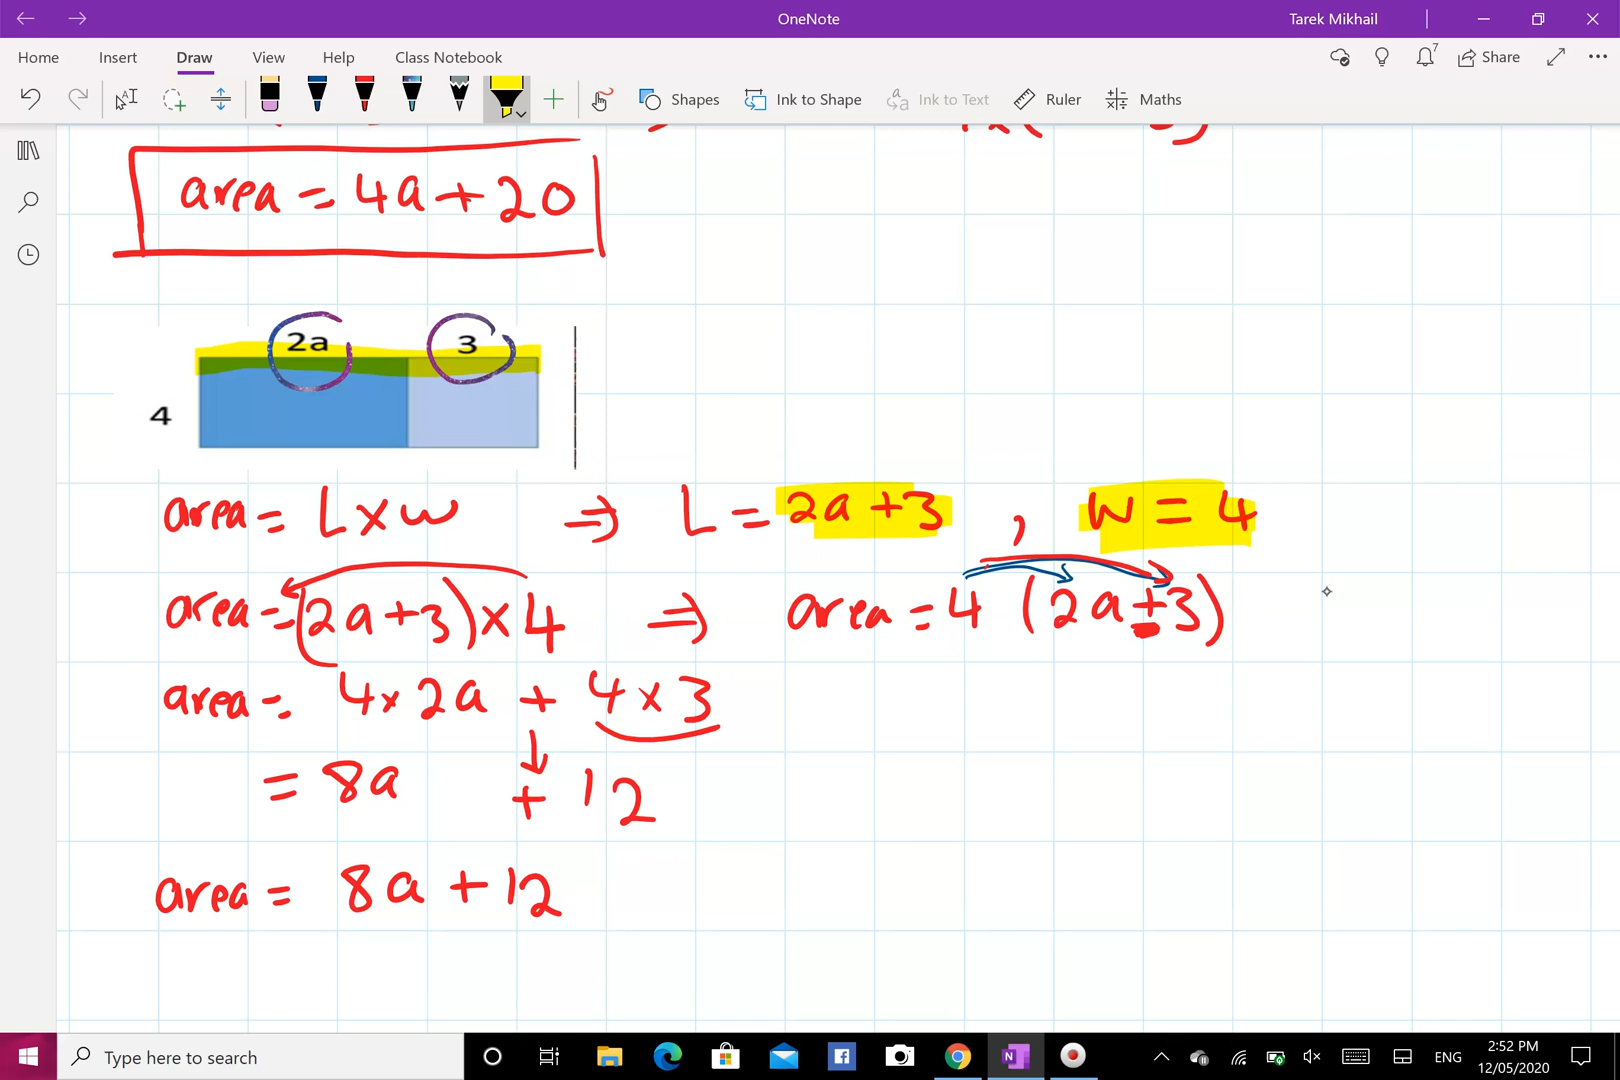 OneNote
Tarek Mikhail
Home Insert Draw View Help Class Notebook
7 Share
Shapes Ink to Shape Ink to Text Ruler Maths
area = 4a + 20
2a 3
4
area = L x w ⇒ L = 2a + 3 , w = 4
area = (2a + 3) x 4 ⇒ area = 4 (2a + 3)
area = 4 x 2a + 4 x 3
= 8a + 12
area = 8a + 12
Type here to search
ENG
2:52 PM
12/05/2020